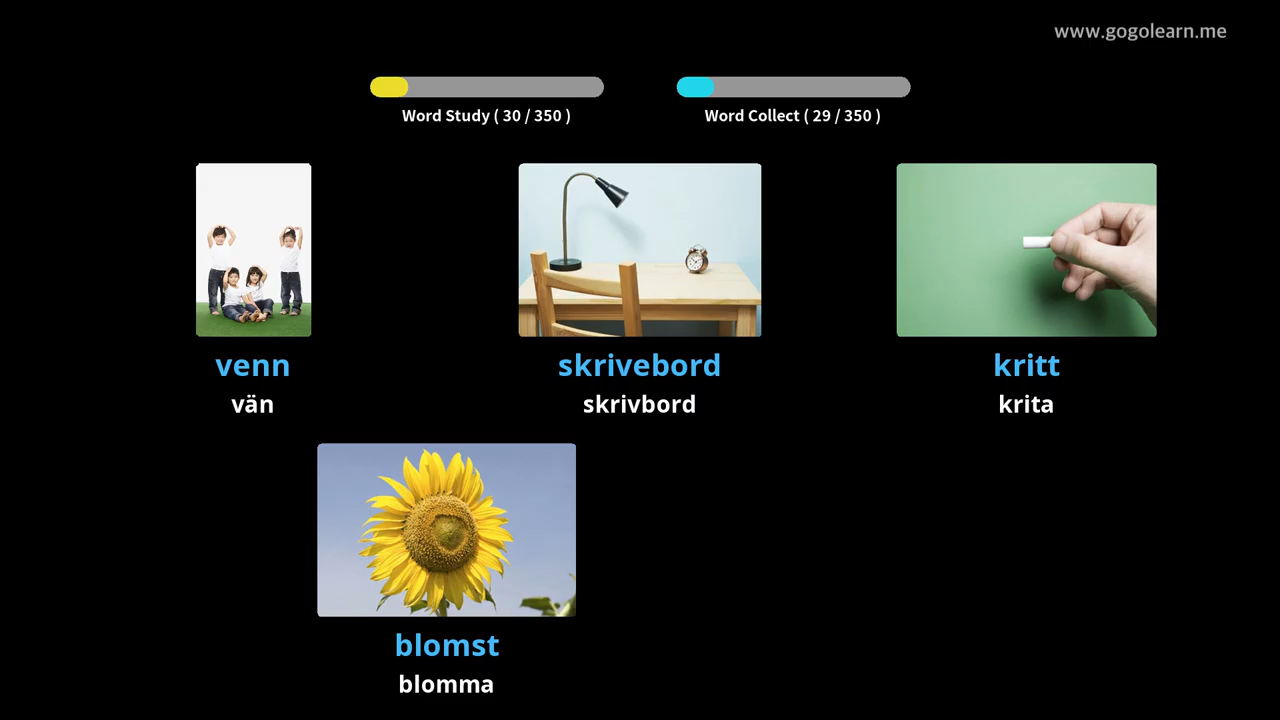 www.gogolearn.me
Word Study ( 30 / 350 )
Word Collect ( 29 / 350 )
venn
vän
skrivebord
skrivbord
kritt
krita
blomst
blomma